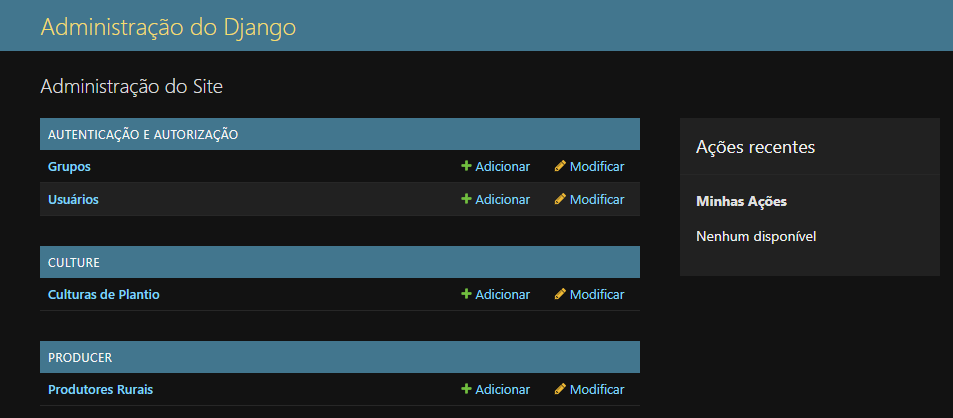 Administração do Django
Administração do Site
AUTENTICAÇÃO E AUTORIZAÇÃO
Grupos Adicionar Modificar
Usuários Adicionar Modificar
CULTURE
Culturas de Plantio Adicionar Modificar
PRODUCER
Produtores Rurais Adicionar Modificar
Ações recentes
Minhas Ações
Nenhum disponível